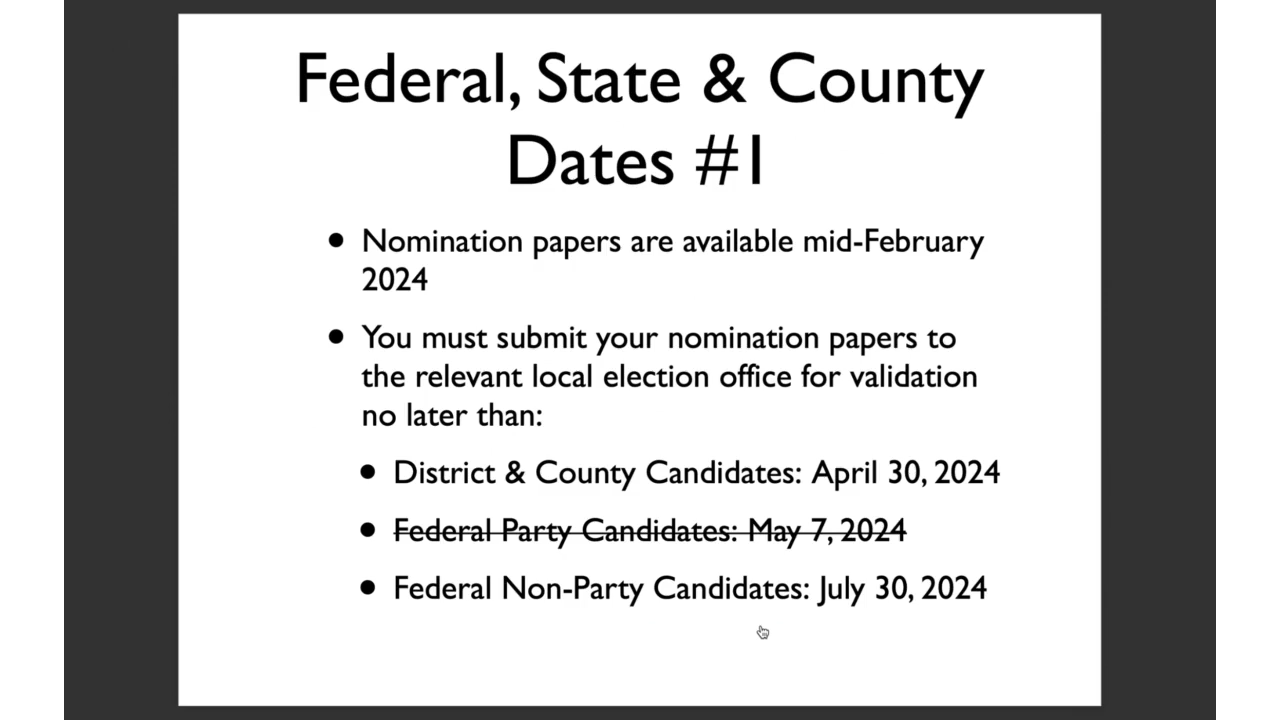 Federal, State & County
Dates #1
• Nomination papers are available mid-February
2024
• You must submit your nomination papers to
the relevant local election office for validation
no later than:
• District & County Candidates: April 30, 2024
• Federal Party Candidates: May 7, 2024
• Federal Non-Party Candidates: July 30, 2024